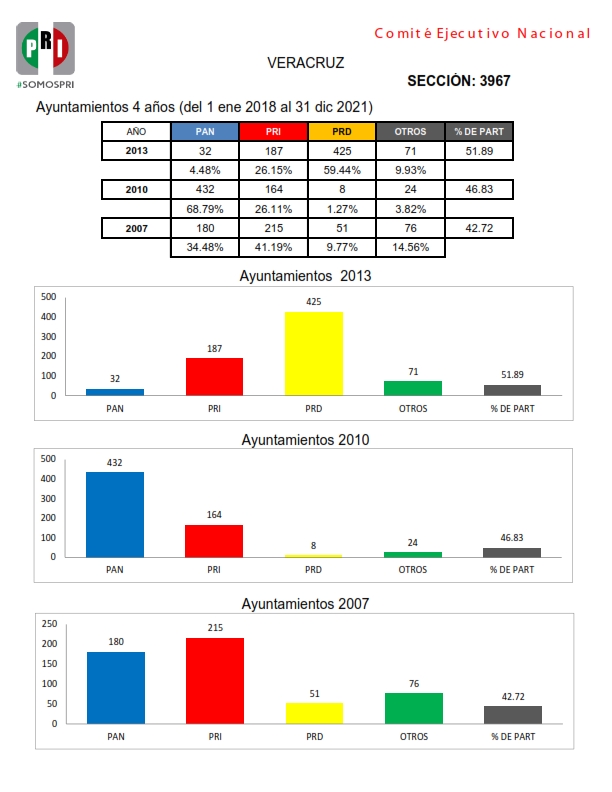 Comité Ejecutivo Nacional
PRI
#SOMOSPRI
VERACRUZ
SECCIÓN: 3967
Ayuntamientos 4 años (del 1 ene 2018 al 31 dic 2021)
AÑO PAN PRI PRD OTROS % DE PART
2013 32 187 425 71 51.89
4.48% 26.15% 59.44% 9.93%
2010 432 164 8 24 46.83
68.79% 26.11% 1.27% 3.82%
2007 180 215 51 76 42.72
34.48% 41.19% 9.77% 14.56%
Ayuntamientos 2013
500
400
300
200
100
0
32 187 425 71 51.89
PAN PRI PRD OTROS % DE PART
Ayuntamientos 2010
500
400
300
200
100
0
432 164 8 24 46.83
PAN PRI PRD OTROS % DE PART
Ayuntamientos 2007
250
200
150
100
50
0
180 215 51 76 42.72
PAN PRI PRD OTROS % DE PART